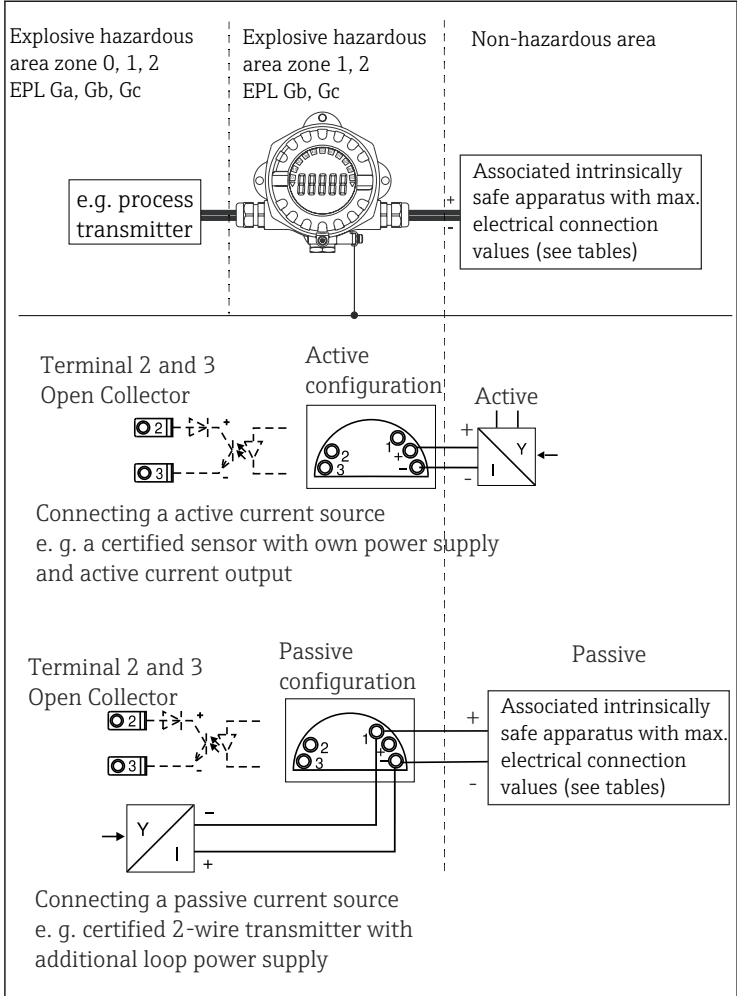 Explosive hazardous
area zone 0, 1, 2
EPL Ga, Gb, Gc
Explosive hazardous
area zone 1, 2
EPL Gb, Gc
Non-hazardous area
e.g. process
transmitter
+
-
Associated intrinsically
safe apparatus with max.
electrical connection
values (see tables)
Terminal 2 and 3
Open Collector
2
3
+
-
Active
configuration
2
3
1
+
-
Active
+
-
Y
I
Connecting a active current source
e. g. a certified sensor with own power supply
and active current output
Terminal 2 and 3
Open Collector
2
3
+
-
Passive
configuration
2
3
1
+
-
Passive
+
-
Associated intrinsically
safe apparatus with max.
electrical connection
values (see tables)
Y
I
-
+
Connecting a passive current source
e. g. certified 2-wire transmitter with
additional loop power supply